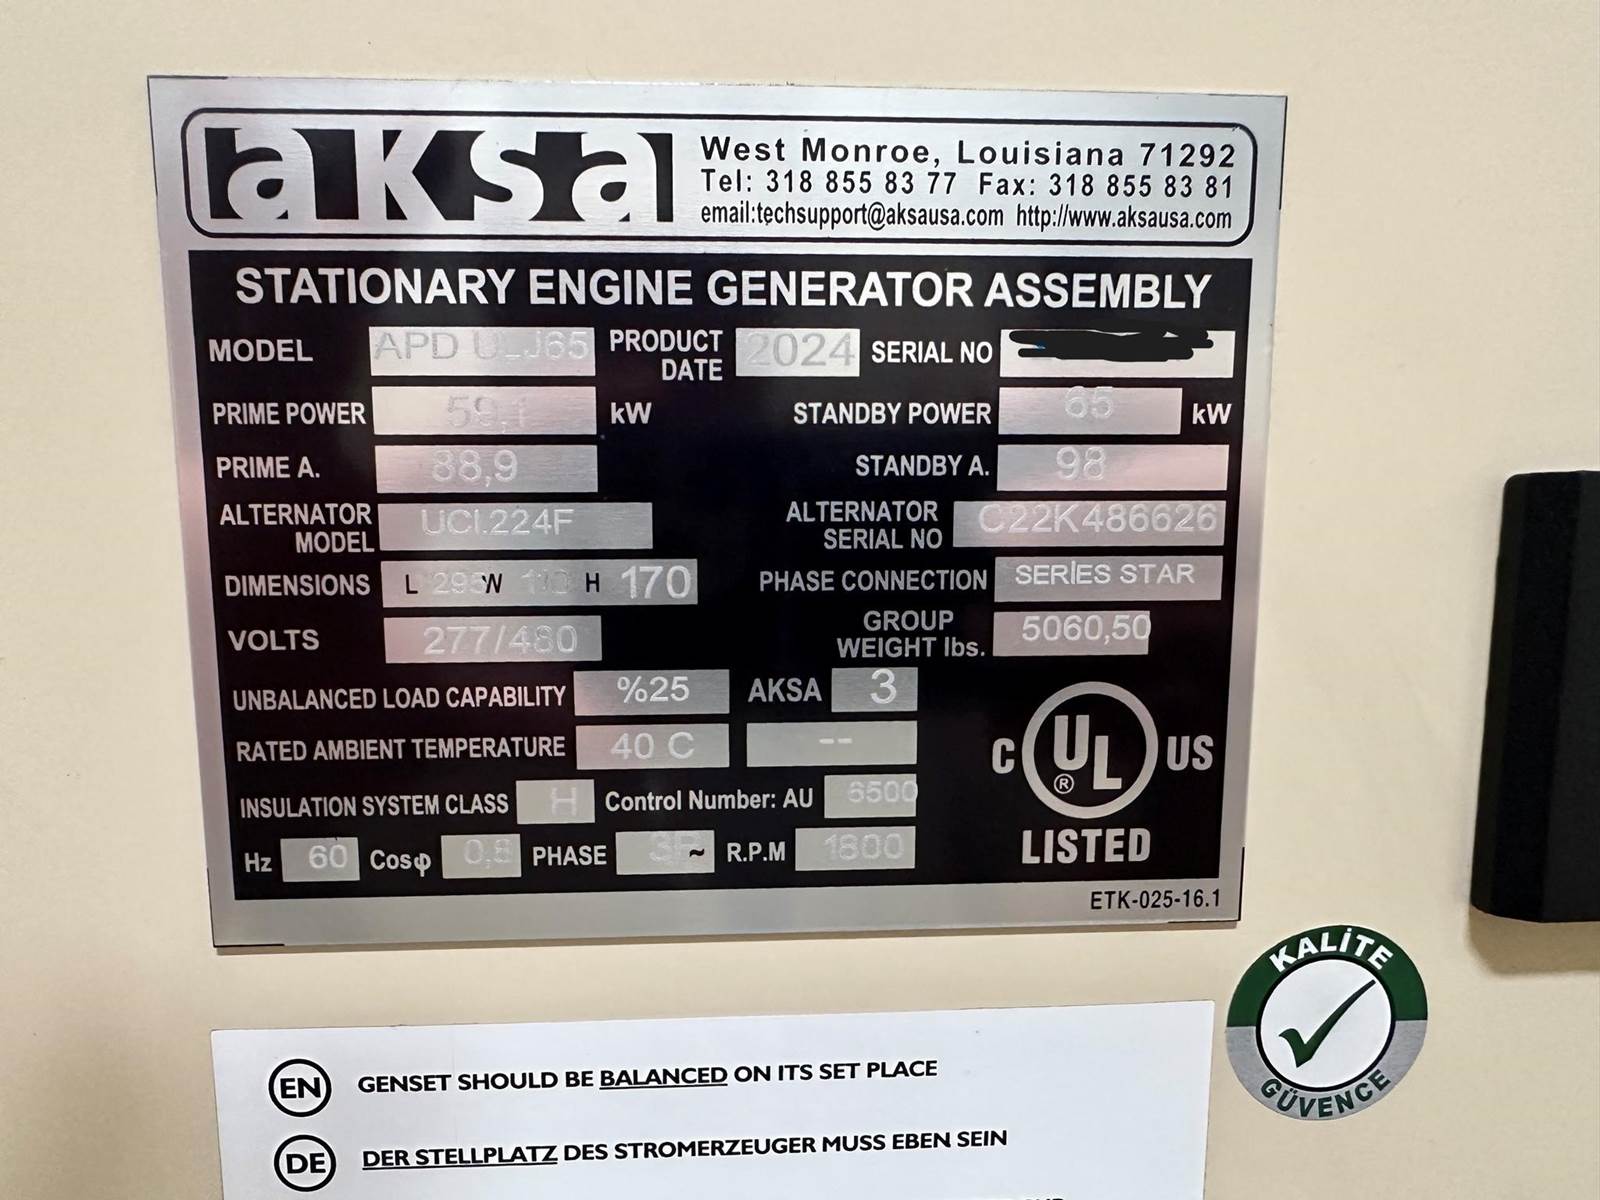 aksa
West Monroe, Louisiana 71292
Tel: 318 855 83 77 Fax: 318 855 83 81
email:techsupport@aksausa.com http://www.aksausa.com
STATIONARY ENGINE GENERATOR ASSEMBLY
MODEL APD ULJ65 PRODUCT DATE 2024 SERIAL NO
PRIME POWER 59,1 kW STANDBY POWER 65 kW
PRIME A. 88,9 STANDBY A. 98
ALTERNATOR MODEL UCI.224F ALTERNATOR SERIAL NO C22K486626
DIMENSIONS L 295 W H 170 PHASE CONNECTION SERIES STAR
VOLTS 277/480 GROUP WEIGHT lbs. 5060,50
UNBALANCED LOAD CAPABILITY %25 AKSA 3
RATED AMBIENT TEMPERATURE 40 C --
INSULATION SYSTEM CLASS H Control Number: AU 6500
Hz 60 Cosφ 0,8 PHASE 3P ~ R.P.M 1800
C UL ® US
LISTED
ETK-025-16.1
KALİTE
GÜVENCE
EN GENSET SHOULD BE BALANCED ON ITS SET PLACE
DE DER STELLPLATZ DES STROMERZEUGER MUSS EBEN SEIN